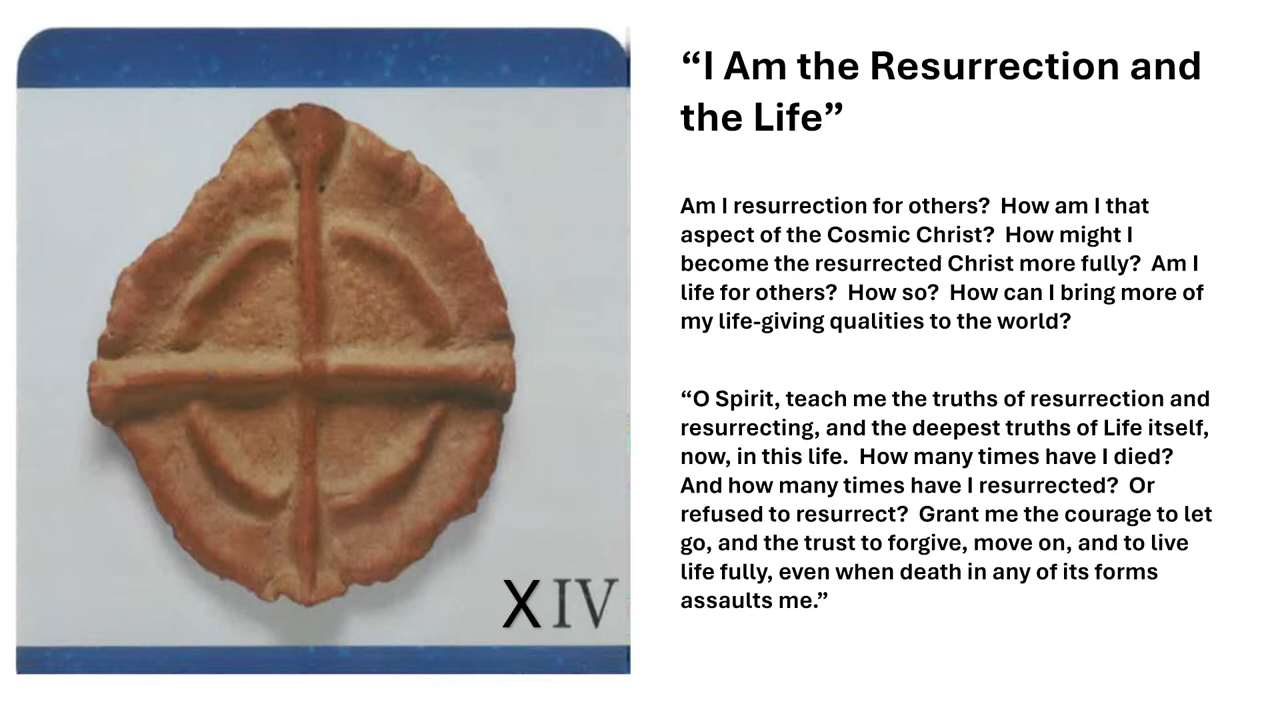 “I Am the Resurrection and
the Life”
Am I resurrection for others?  How am I that
aspect of the Cosmic Christ?  How might I
become the resurrected Christ more fully?  Am I
life for others?  How so?  How can I bring more of
my life-giving qualities to the world?
“O Spirit, teach me the truths of resurrection and
resurrecting, and the deepest truths of Life itself,
now, in this life.  How many times have I died?
And how many times have I resurrected?  Or
refused to resurrect?  Grant me the courage to let
go, and the trust to forgive, move on, and to live
life fully, even when death in any of its forms
assaults me.”
XIV